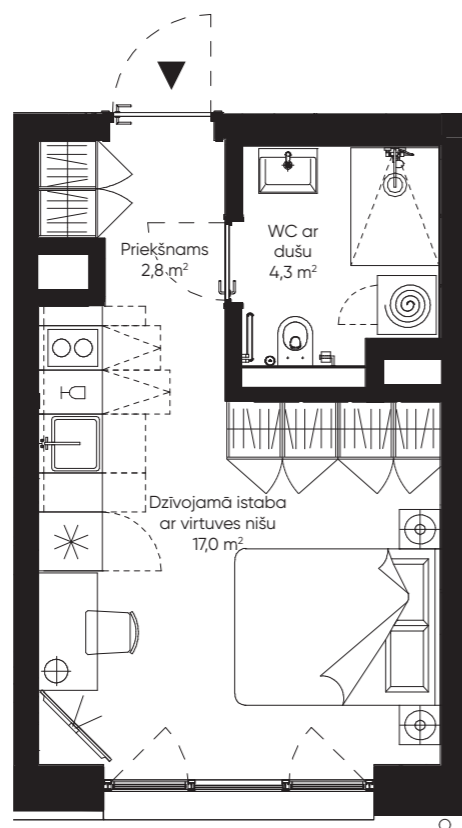 Priekšnams
2,8 m²
WC ar
dušu
4,3 m²
Dzīvojamā istaba
ar virtuves nišu
17,0 m²